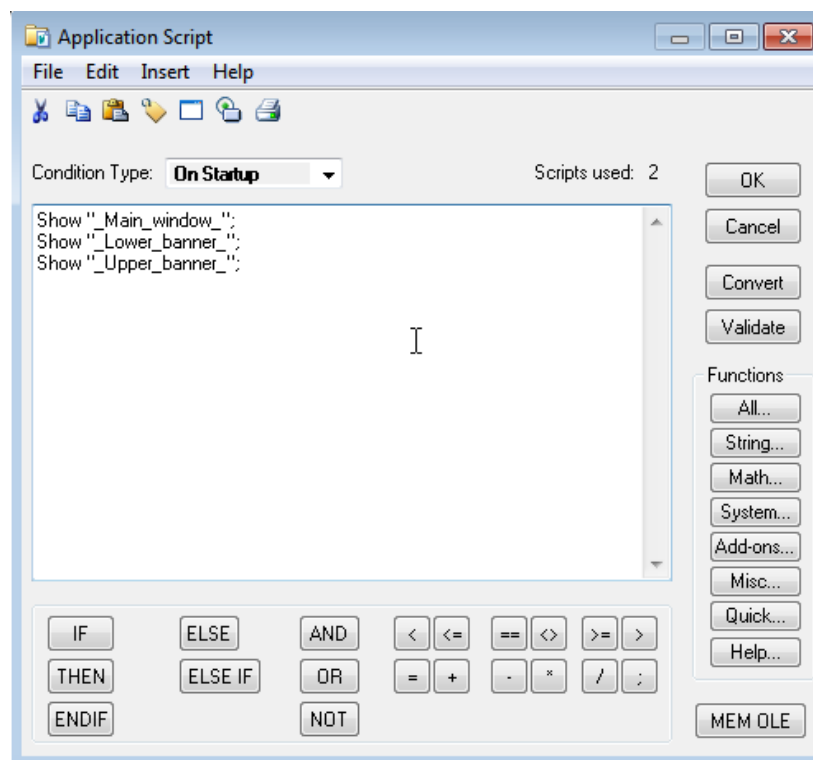 Application Script
File Edit Insert Help
Condition Type: On Startup Scripts used: 2
Show "_Main_window_";
Show "_Lower_banner_";
Show "_Upper_banner_";
OK
Cancel
Convert
Validate
Functions
All...
String...
Math...
System...
Add-ons...
Misc...
Quick...
Help...
IF ELSE AND < <= == <> >= >
THEN ELSE IF OR = + - * / ;
ENDIF NOT
MEM OLE